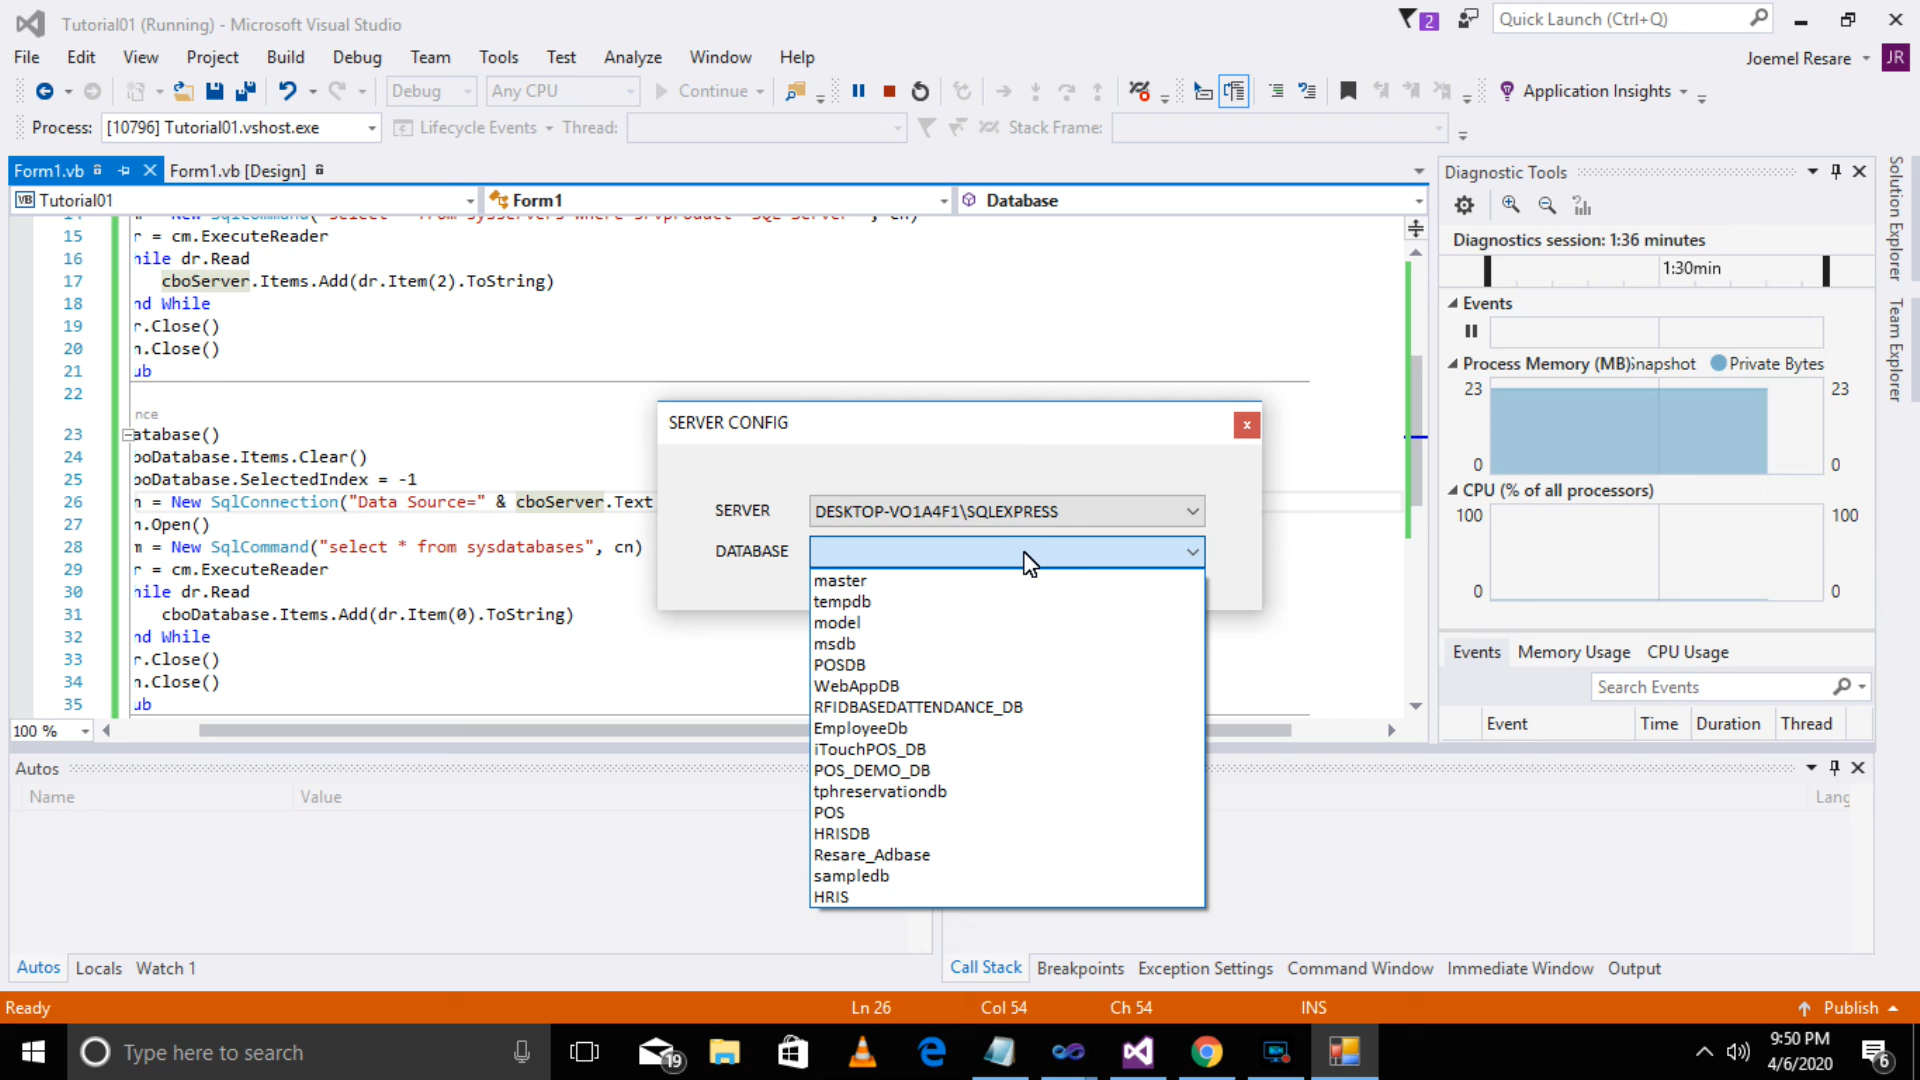 Tutorial01 (Running) - Microsoft Visual Studio
2
Quick Launch (Ctrl+Q)
File Edit View Project Build Debug Team Tools Test Analyze Window Help
Joemel Resare JR
Debug Any CPU Continue Application Insights
Process: [10796] Tutorial01.vshost.exe Lifecycle Events Thread: Stack Frame:
Form1.vb Form1.vb [Design]
VB Tutorial01 Form1 Database
15 r = cm.ExecuteReader
16 hile dr.Read
17 cboServer.Items.Add(dr.Item(2).ToString)
18 nd While
19 r.Close()
20 n.Close()
21 ub
22
nce
23 atabase()
24 boDatabase.Items.Clear()
25 boDatabase.SelectedIndex = -1
26 n = New SqlConnection("Data Source=" & cboServer.Text
27 n.Open()
28 m = New SqlCommand("select * from sysdatabases", cn)
29 r = cm.ExecuteReader
30 hile dr.Read
31 cboDatabase.Items.Add(dr.Item(0).ToString)
32 nd While
33 r.Close()
34 n.Close()
35 ub
100 %
SERVER CONFIG
x
SERVER DESKTOP-VO1A4F1\SQLEXPRESS
DATABASE
master
tempdb
model
msdb
POSDB
WebAppDB
RFIDBASEDATTENDANCE_DB
EmployeeDb
iTouchPOS_DB
POS_DEMO_DB
tphreservationdb
POS
HRISDB
Resare_Adbase
sampledb
HRIS
Diagnostic Tools
Diagnostics session: 1:36 minutes
1:30min
Events
Process Memory (MB) napshot Private Bytes
23 23
0 0
CPU (% of all processors)
100 100
0 0
Events Memory Usage CPU Usage
Search Events
Event Time Duration Thread
Solution Explorer
Team Explorer
Autos
Name Value Lang
Autos Locals Watch 1
Call Stack Breakpoints Exception Settings Command Window Immediate Window Output
Ready Ln 26 Col 54 Ch 54 INS Publish
Type here to search
19
9:50 PM
4/6/2020
6